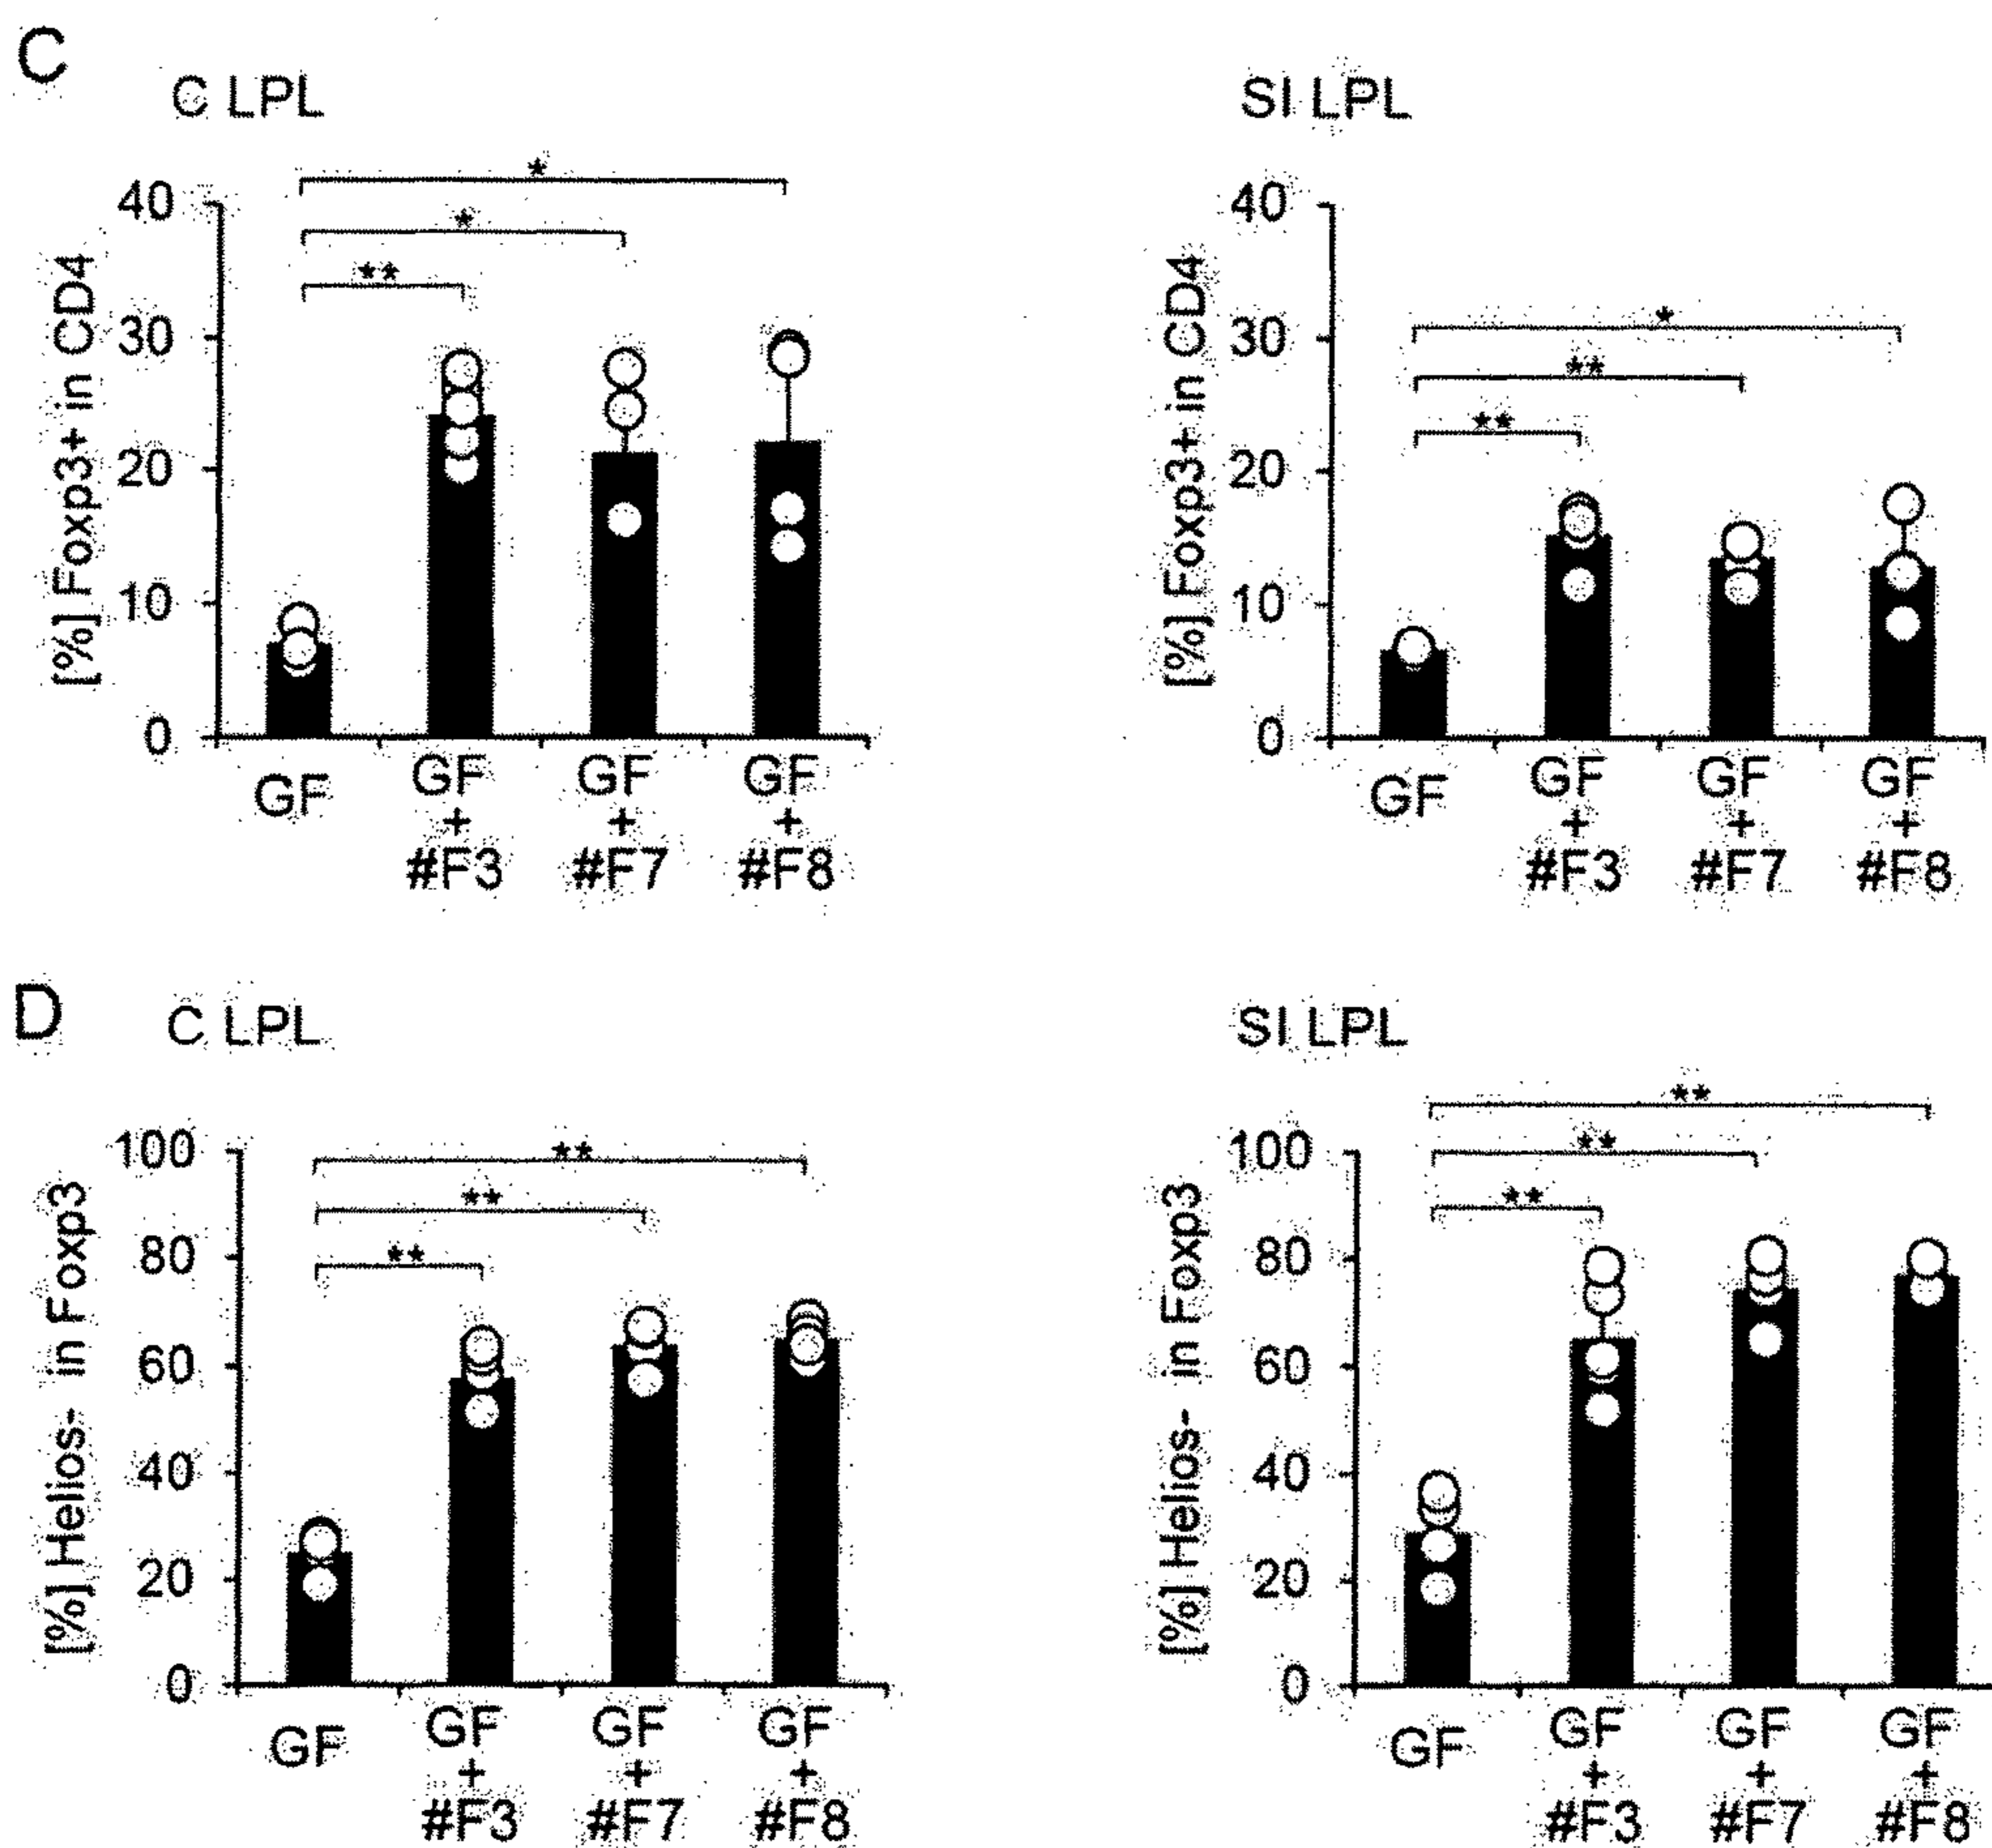 C
C LPL
SI LPL
[%] Foxp3+ in CD4
40
30
20
10
0
*
*
**
GF
GF + #F3
GF + #F7
GF + #F8
[%] Foxp3+ in CD4
40
30
20
10
0
*
**
**
GF
GF + #F3
GF + #F7
GF + #F8
D
C LPL
SI LPL
[%] Helios- in Foxp3
100
80
60
40
20
0
**
**
**
GF
GF + #F3
GF + #F7
GF + #F8
[%] Helios- in Foxp3
100
80
60
40
20
0
**
**
**
GF
GF + #F3
GF + #F7
GF + #F8